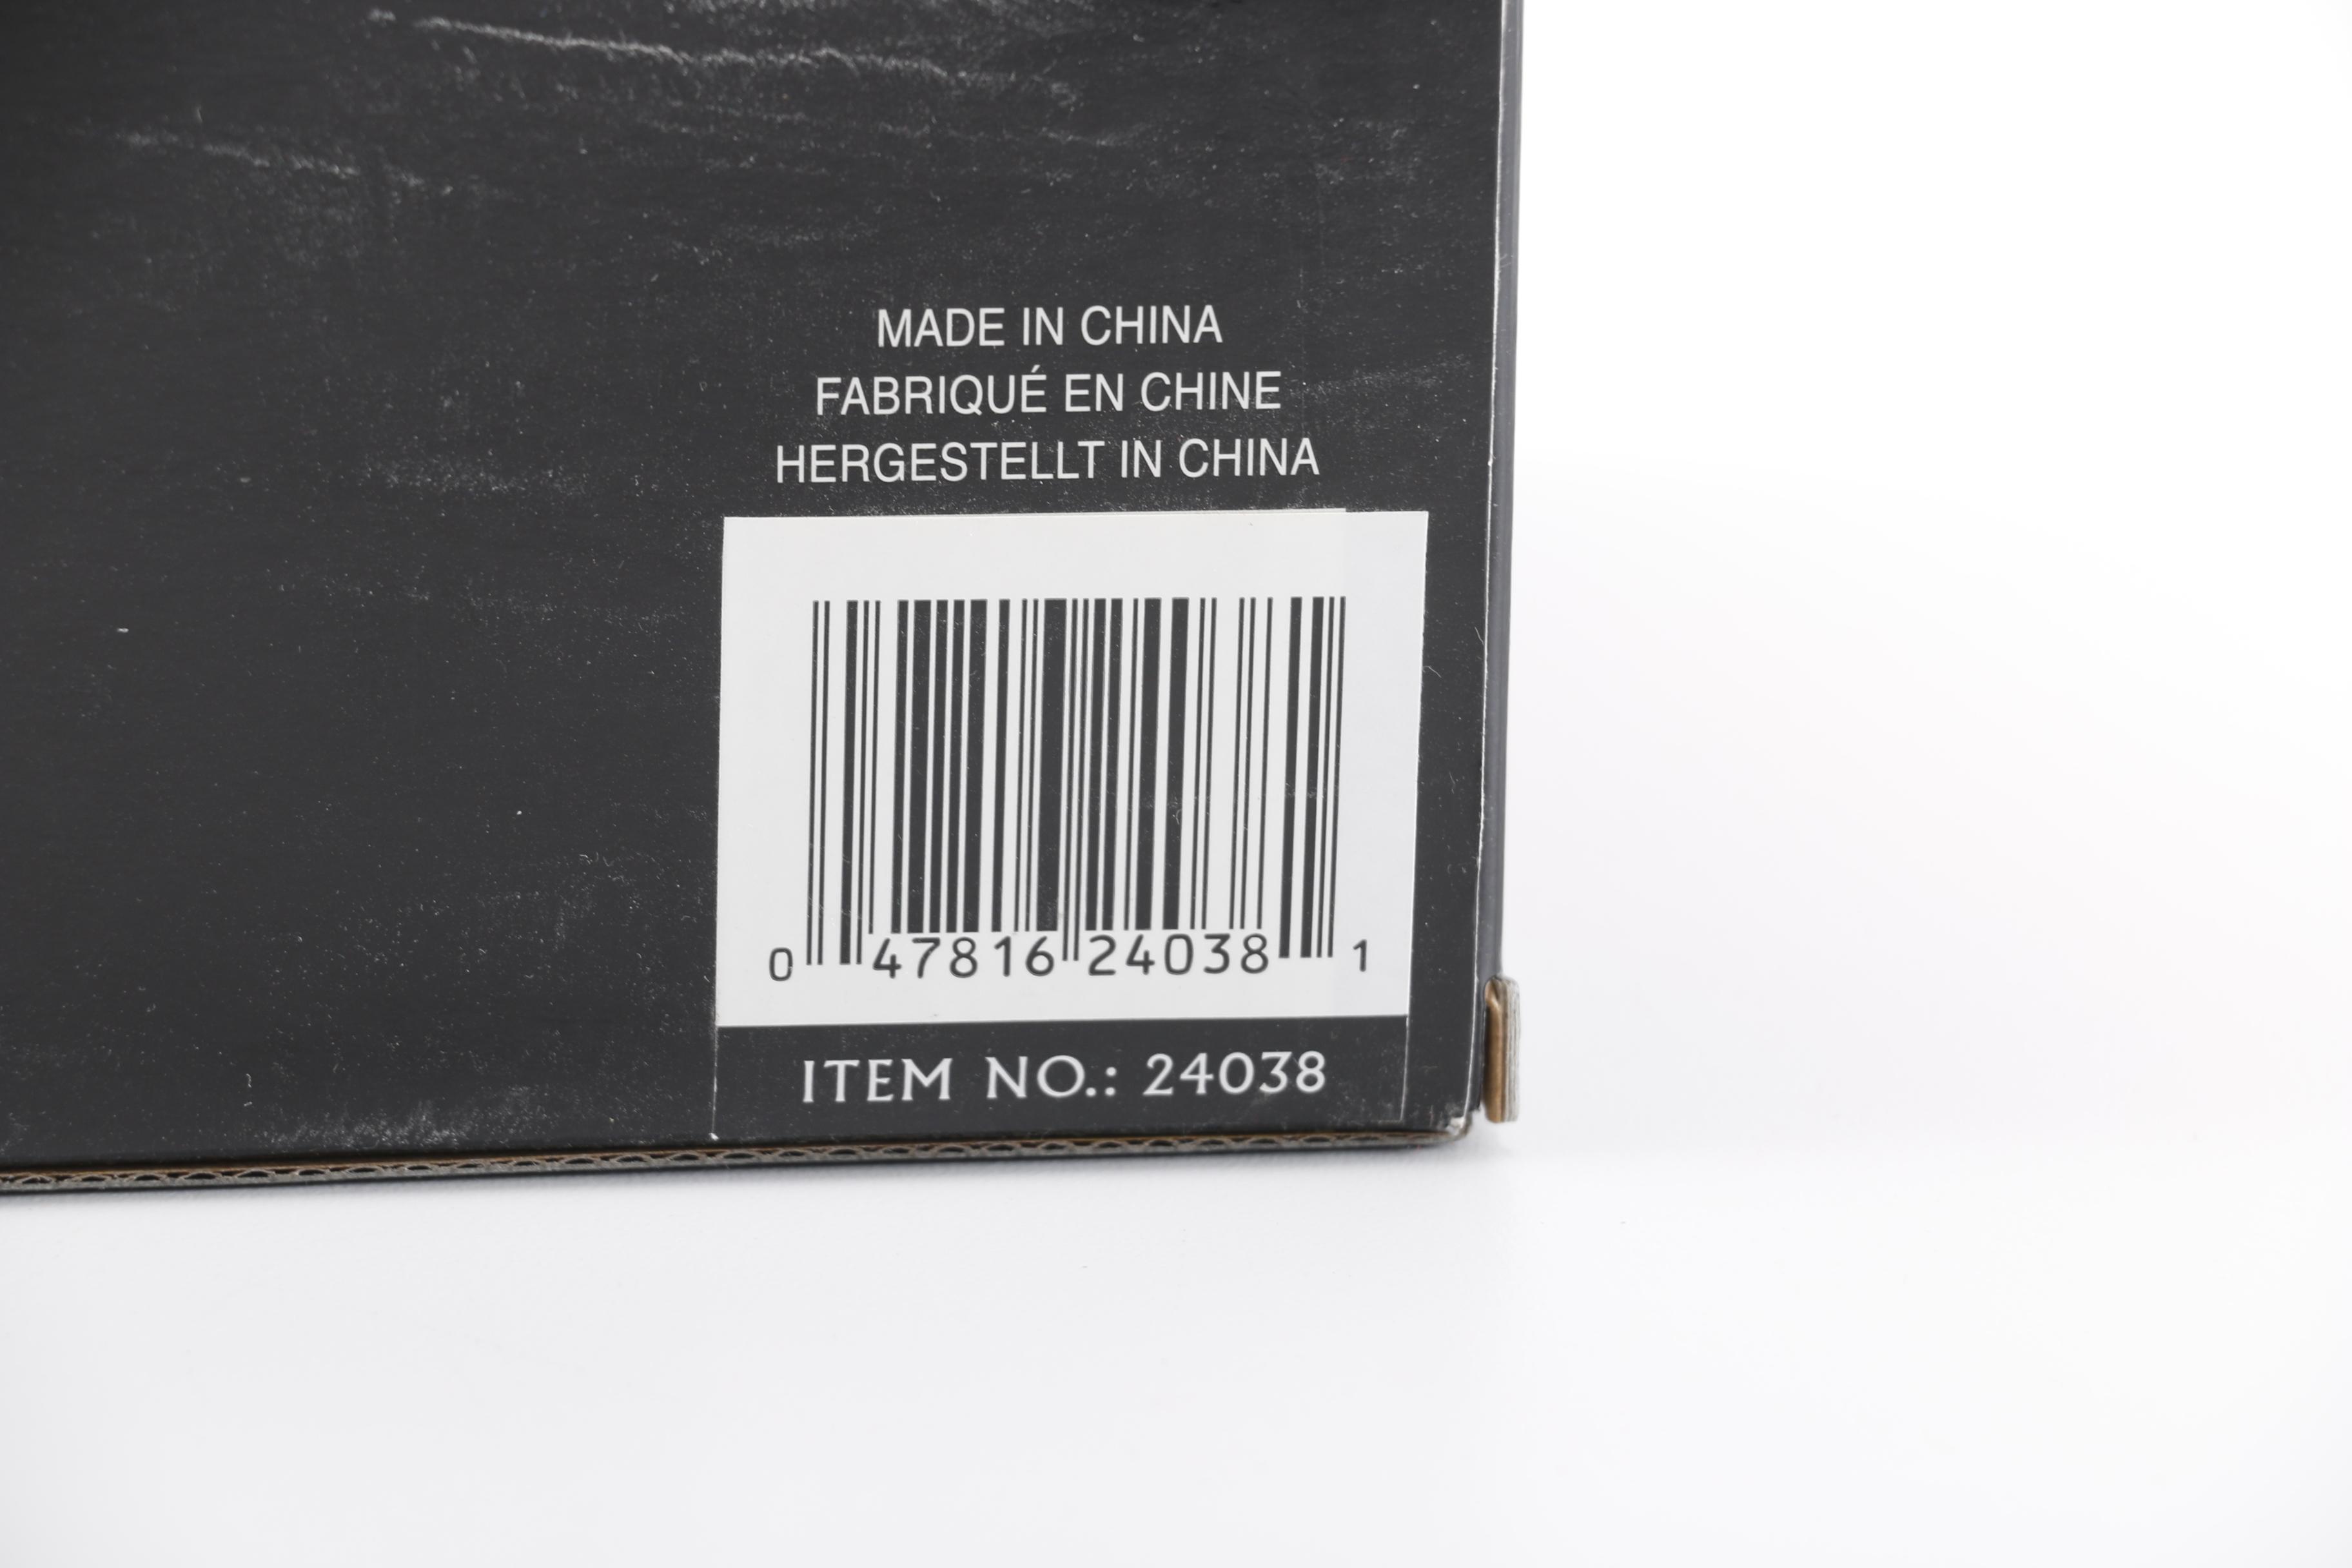 MADE IN CHINA
FABRIQUÉ EN CHINE
HERGESTELLT IN CHINA
0 47816 24038 1
ITEM NO.: 24038